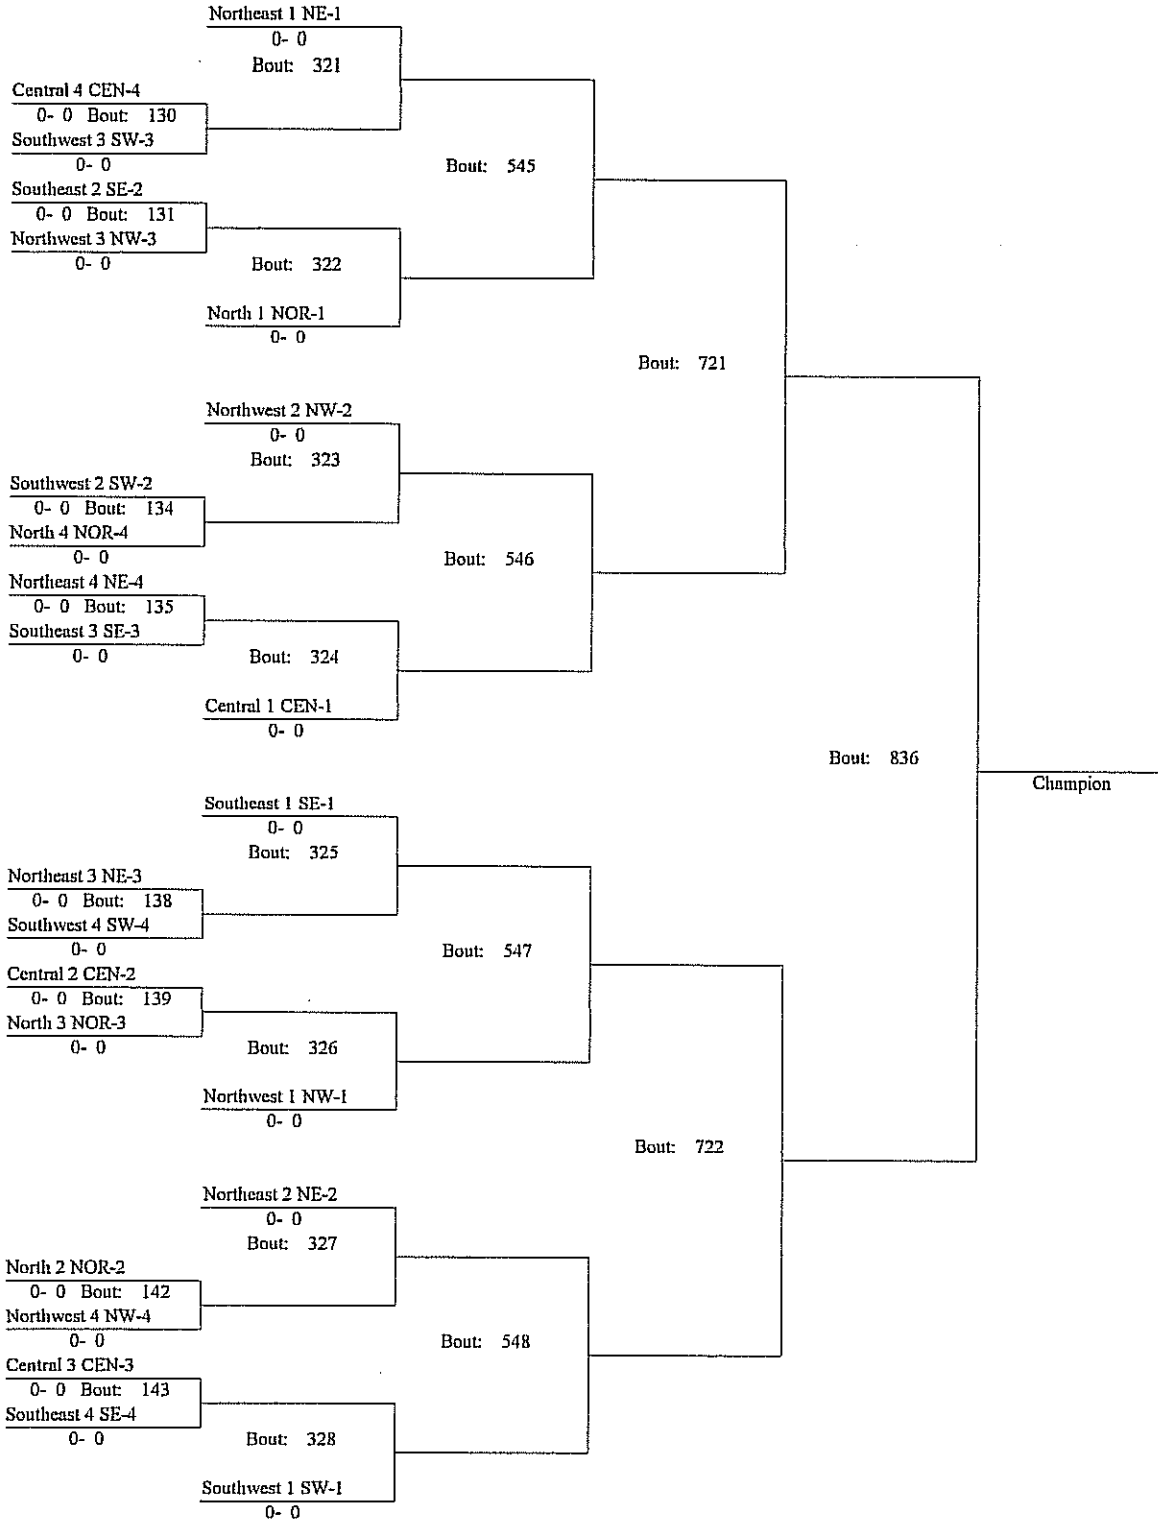 Northeast 1 NE-1
0- 0
Bout: 321
Central 4 CEN-4
0- 0 Bout: 130
Southwest 3 SW-3
0- 0
Bout: 545
Southeast 2 SE-2
0- 0 Bout: 131
Northwest 3 NW-3
0- 0
Bout: 322
North 1 NOR-1
0- 0
Bout: 721
Northwest 2 NW-2
0- 0
Bout: 323
Southwest 2 SW-2
0- 0 Bout: 134
North 4 NOR-4
0- 0
Bout: 546
Northeast 4 NE-4
0- 0 Bout: 135
Southeast 3 SE-3
0- 0
Bout: 324
Central 1 CEN-1
0- 0
Bout: 836
Champion
Southeast 1 SE-1
0- 0
Bout: 325
Northeast 3 NE-3
0- 0 Bout: 138
Southwest 4 SW-4
0- 0
Bout: 547
Central 2 CEN-2
0- 0 Bout: 139
North 3 NOR-3
0- 0
Bout: 326
Northwest 1 NW-1
0- 0
Bout: 722
Northeast 2 NE-2
0- 0
Bout: 327
North 2 NOR-2
0- 0 Bout: 142
Northwest 4 NW-4
0- 0
Bout: 548
Central 3 CEN-3
0- 0 Bout: 143
Southeast 4 SE-4
0- 0
Bout: 328
Southwest 1 SW-1
0- 0